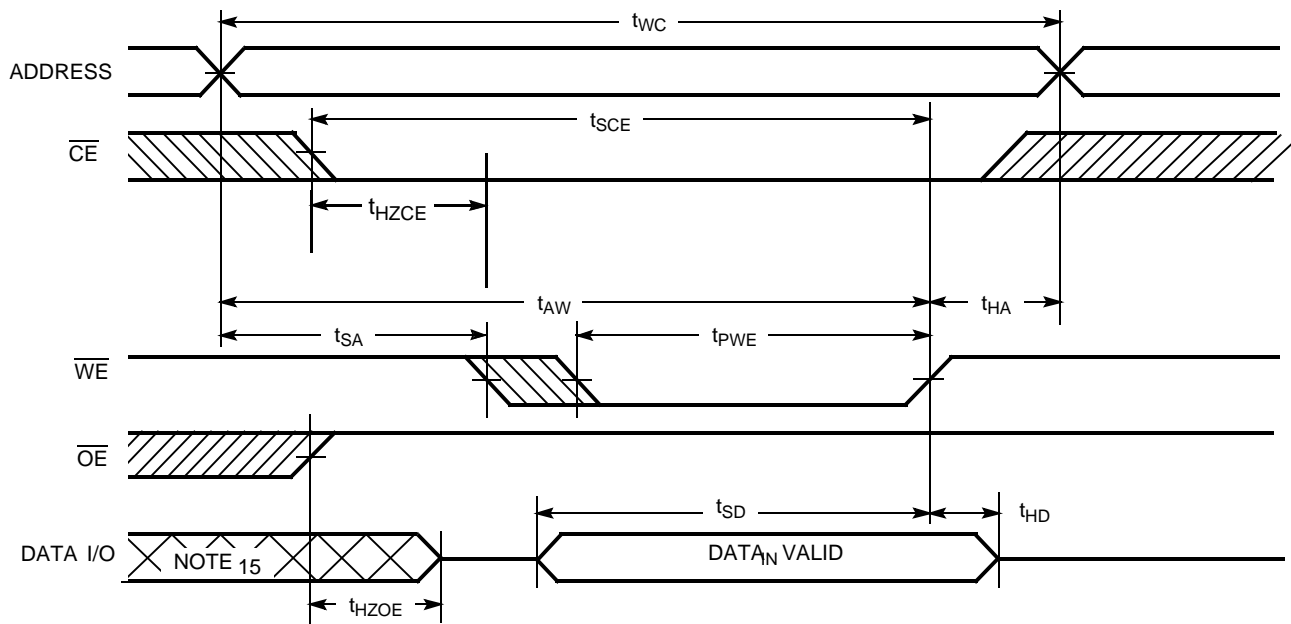 tWC
ADDRESS
tSCE
CE
tHZCE
tAW
tHA
tSA
tPWE
WE
OE
tSD
tHD
DATA I/O
NOTE 15
DATAIN VALID
tHZOE